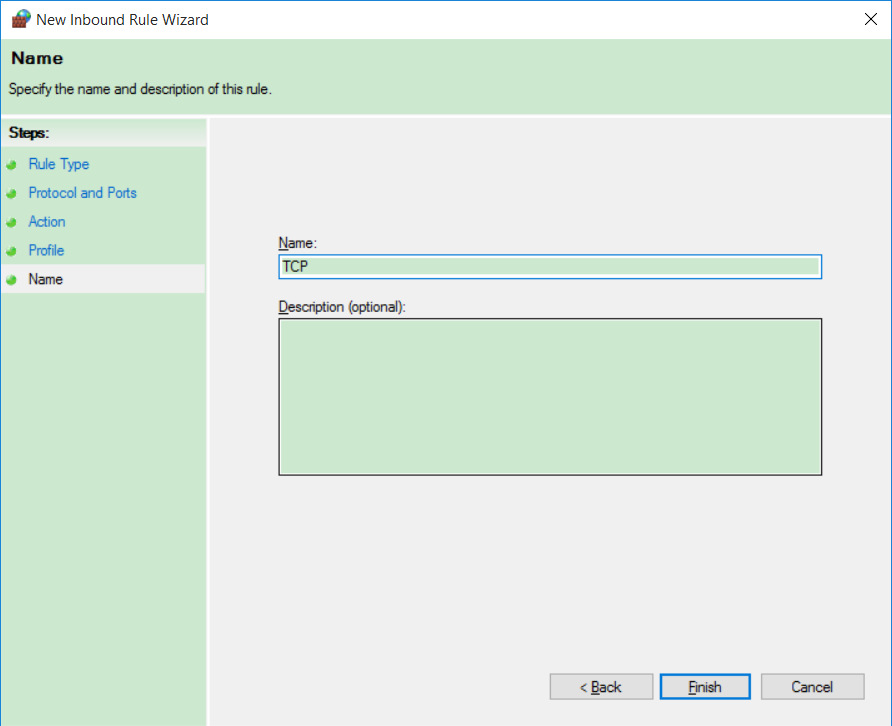 New Inbound Rule Wizard
Name
Specify the name and description of this rule.
Steps:
Rule Type
Protocol and Ports
Action
Profile
Name
Name:
TCP
Description (optional):
< Back
Finish
Cancel